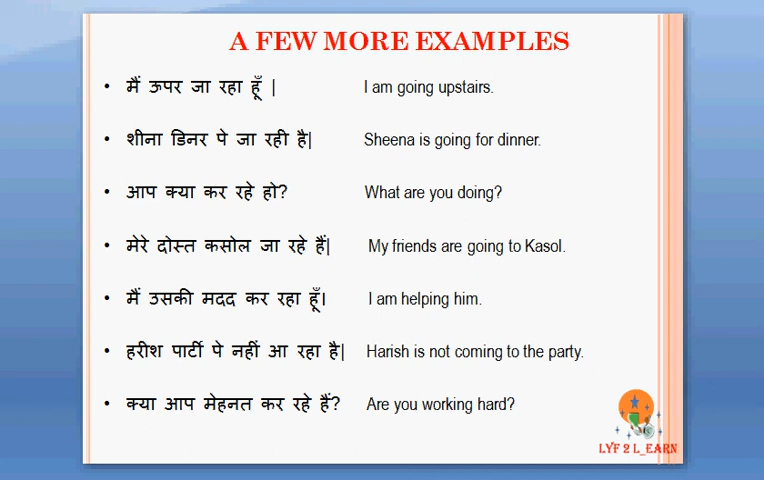 A FEW MORE EXAMPLES
• मैं ऊपर जा रहा हूँ | I am going upstairs.
• शीना डिनर पे जा रही है| Sheena is going for dinner.
• आप क्या कर रहे हो? What are you doing?
• मेरे दोस्त कसोल जा रहे हैं| My friends are going to Kasol.
• मैं उसकी मदद कर रहा हूँ। I am helping him.
• हरीश पार्टी पे नहीं आ रहा है| Harish is not coming to the party.
• क्या आप मेहनत कर रहे हैं? Are you working hard?
LYF 2 L_EARN